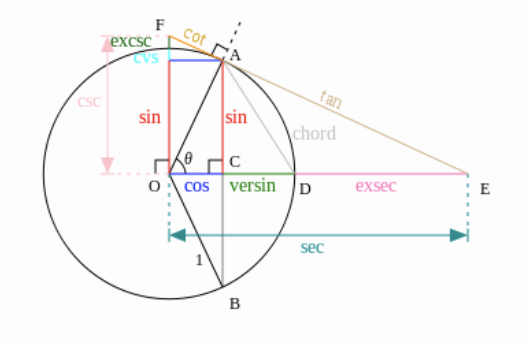 F
excsc
cot
cvs
A
csc
tan
sin
sin
chord
θ
C
O
cos
versin
D
exsec
E
sec
1
B